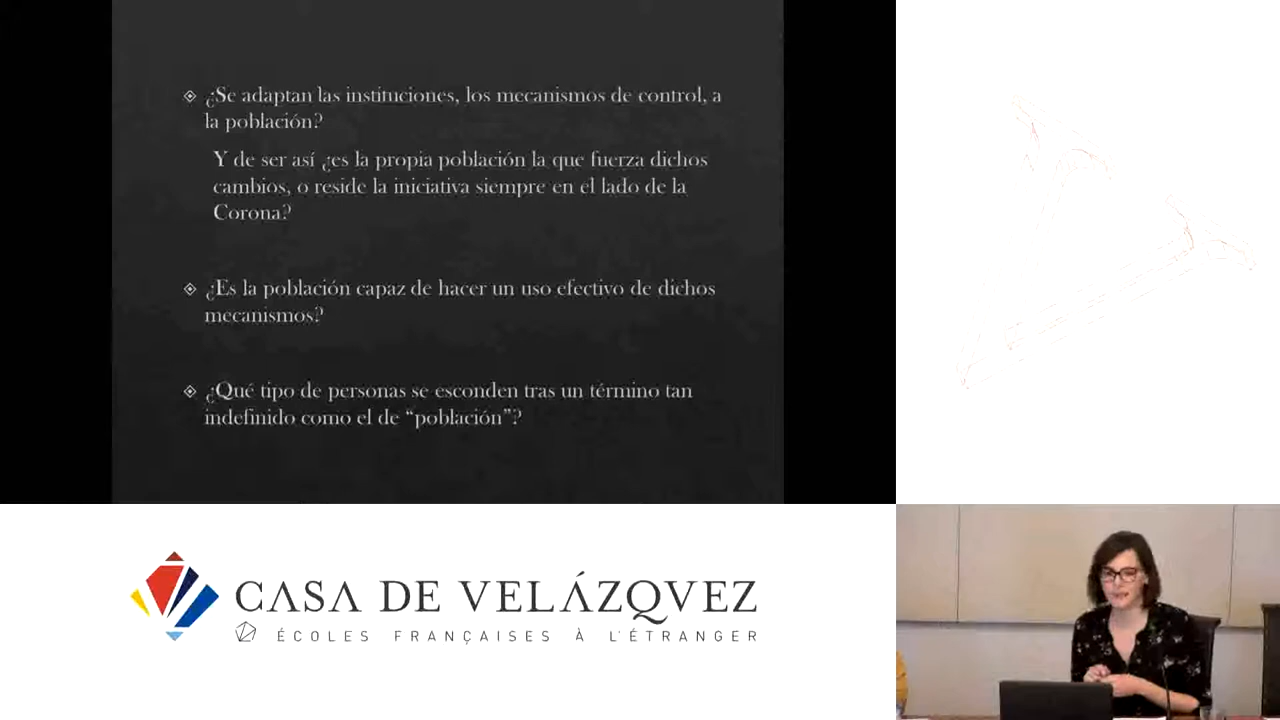 ¿Se adaptan las instituciones, los mecanismos de control, a
la población?
Y de ser así ¿es la propia población la que fuerza dichos
cambios, o reside la iniciativa siempre en el lado de la
Corona?
¿Es la población capaz de hacer un uso efectivo de dichos
mecanismos?
¿Qué tipo de personas se esconden tras un término tan
indefinido como el de “población”?
CASA DE VELÁZQVEZ
ÉCOLES FRANÇAISES À L'ÉTRANGER